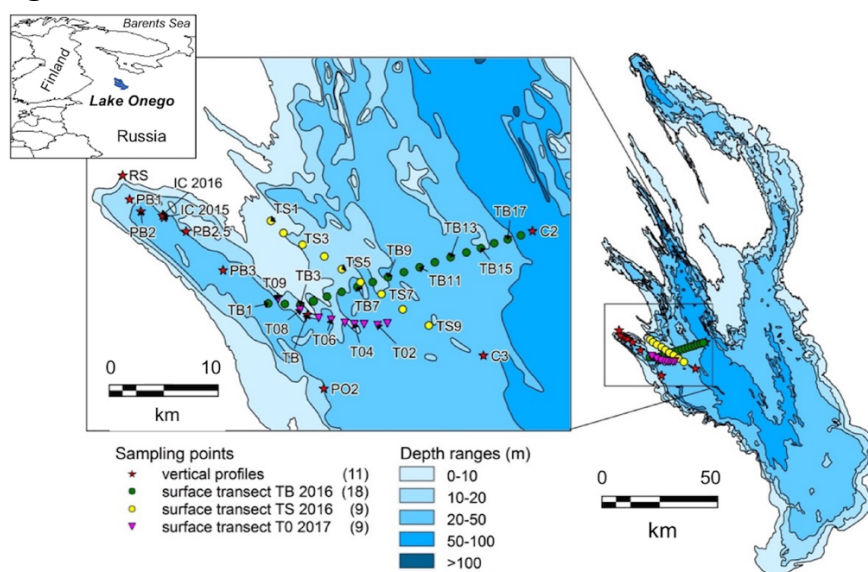 Barents Sea
Finland
Lake Onego
Russia
RS
IC 2016
PB1
IC 2015
PB2
PB2,5
PB3
TS1
TS3
TS5
TS7
TS9
TB17
C2
TB13
TB15
TB9
TB11
TB3
TB7
T09
TB1
T08
TB
T06
T04
T02
C3
PO2
0 10
km
Sampling points
vertical profiles (11)
surface transect TB 2016 (18)
surface transect TS 2016 (9)
surface transect T0 2017 (9)
Depth ranges (m)
0-10
10-20
20-50
50-100
>100
0 50
km